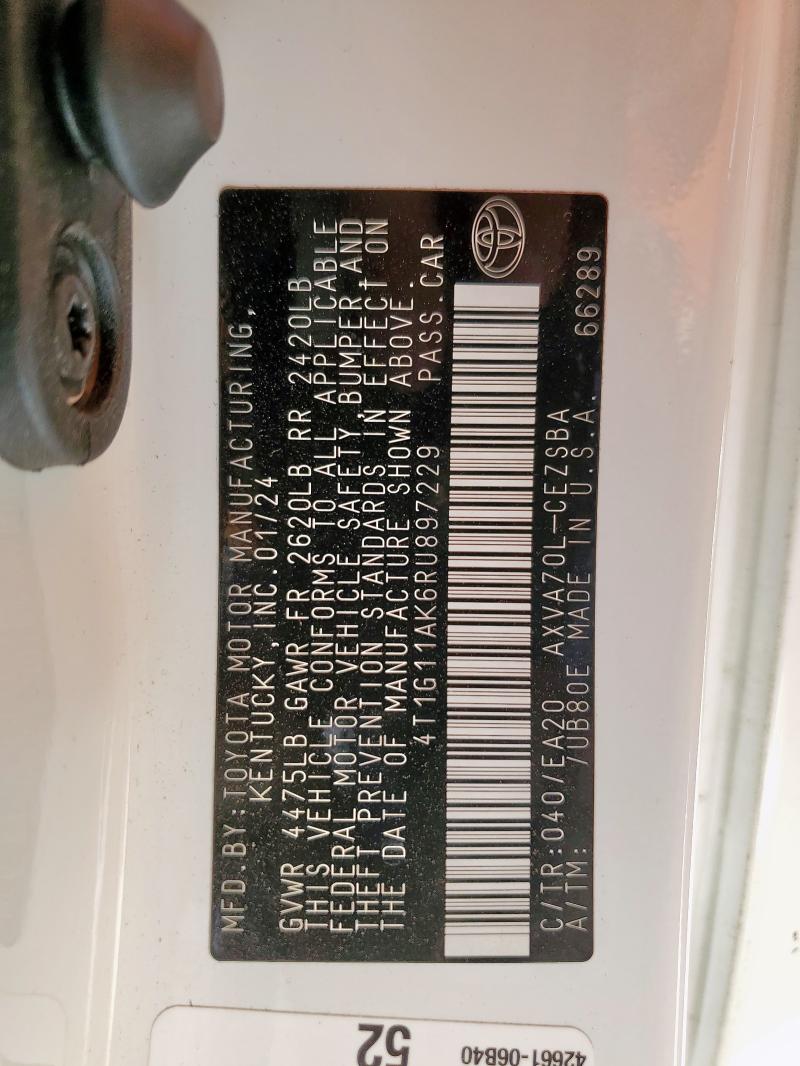 MFD.BY:TOYOTA MOTOR MANUFACTURING,
KENTUCKY,INC.01/24
GVWR 4475LB GAWR FR 2620LB RR 2420LB
THIS VEHICLE CONFORMS TO ALL APPLICABLE
FEDERAL MOTOR VEHICLE SAFETY,BUMPER,AND
THEFT PREVENTION STANDARDS IN EFFECT ON
THE DATE OF MANUFACTURE SHOWN ABOVE.
4T1G11AK6RU897229 PASS.CAR
C/TR:040/EA20 AXVA70L-CEZSBA
A/TM: /UB80E MADE IN U.S.A. 66289
52
42661-06B40